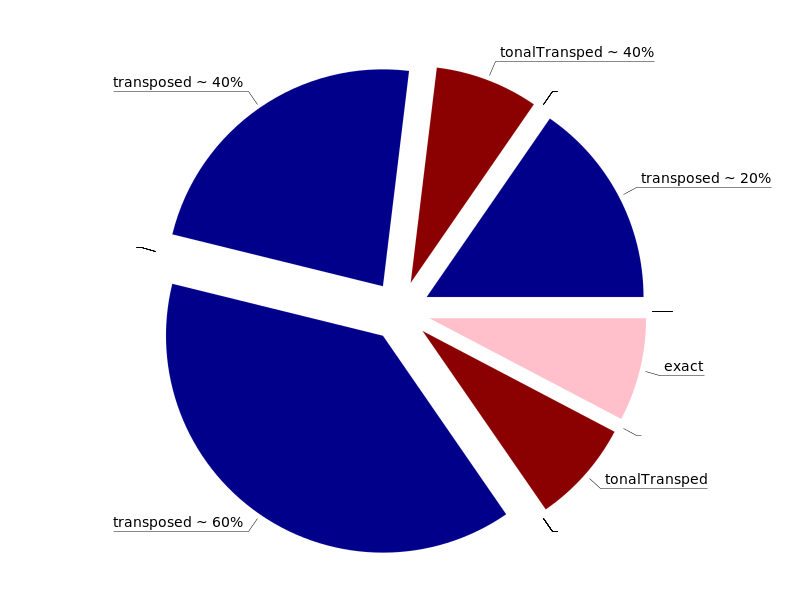 tonalTransped ~ 40%
transposed ~ 40%
transposed ~ 20%
exact
tonalTransped
transposed ~ 60%